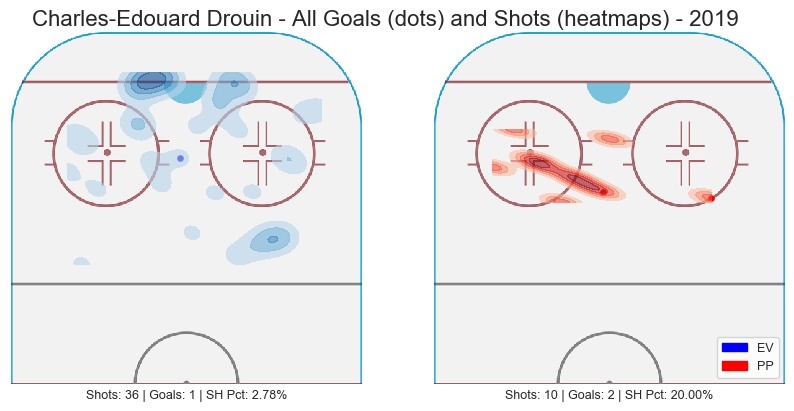 Charles-Edouard Drouin - All Goals (dots) and Shots (heatmaps) - 2019
EV
PP
Shots: 36 | Goals: 1 | SH Pct: 2.78%
Shots: 10 | Goals: 2 | SH Pct: 20.00%